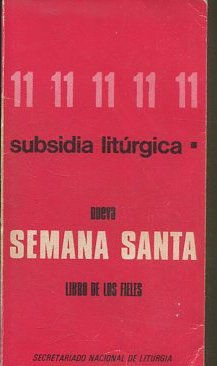 11 11 11 11 11
subsidia litúrgica ▪
nueva
SEMANA SANTA
LIBRO DE LOS FIELES
SECRETARIADO NACIONAL DE LITURGIA